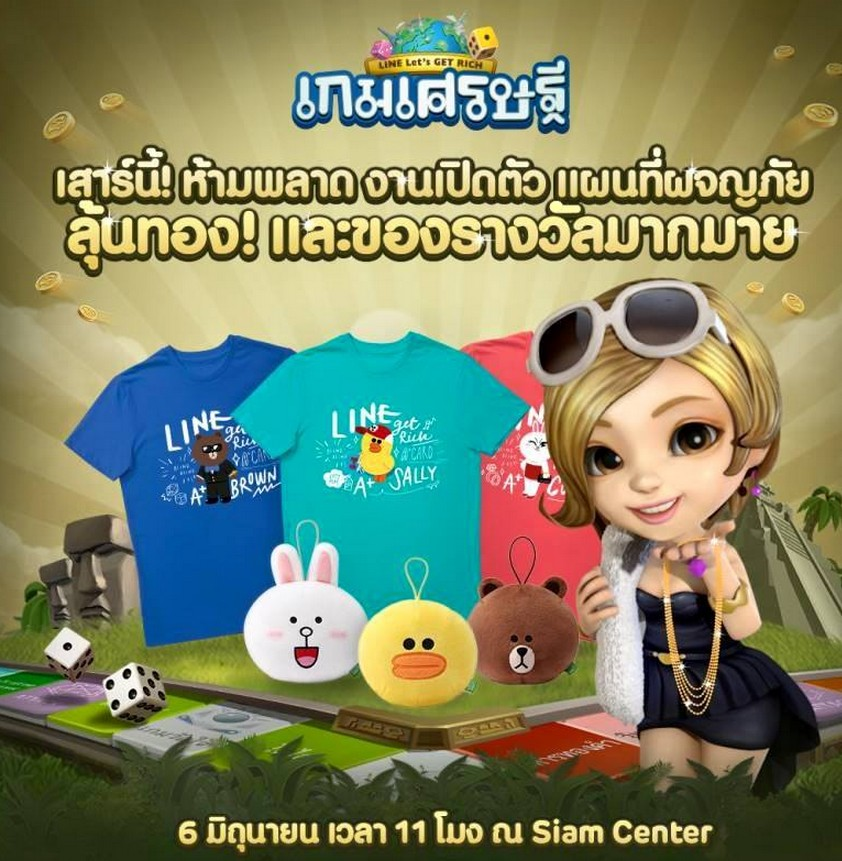 LINE Let's GET RICH
เกมเศรษฐี
เสาร์นี้! ห้ามพลาด งานเปิดตัว แผนที่ผจญภัย
ลุ้นทอง! และของรางวัลมากมาย
LINE
get
Rich
CARD
A+
BROWN
LINE
get
Rich
CARD
A+ SALLY
A+
6 มิถุนายน เวลา 11 โมง ณ Siam Center